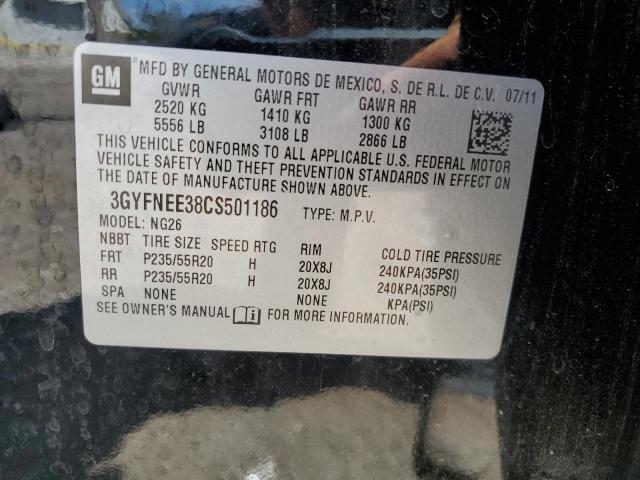 GM ®MFD BY GENERAL MOTORS DE MEXICO, S. DE R.L. DE C.V. 07/11
GVWR GAWR FRT GAWR RR
2520 KG 1410 KG 1300 KG
5556 LB 3108 LB 2866 LB
THIS VEHICLE CONFORMS TO ALL APPLICABLE U.S. FEDERAL MOTOR
VEHICLE SAFETY AND THEFT PREVENTION STANDARDS IN EFFECT ON
THE DATE OF MANUFACTURE SHOWN ABOVE.
3GYFNEE38CS501186 TYPE: M.P.V.
MODEL: NG26
NBBT TIRE SIZE SPEED RTG RIM COLD TIRE PRESSURE
FRT P235/55R20 H 20X8J 240KPA(35PSI)
RR P235/55R20 H 20X8J 240KPA(35PSI)
SPA NONE NONE KPA(PSI)
SEE OWNER'S MANUAL FOR MORE INFORMATION.